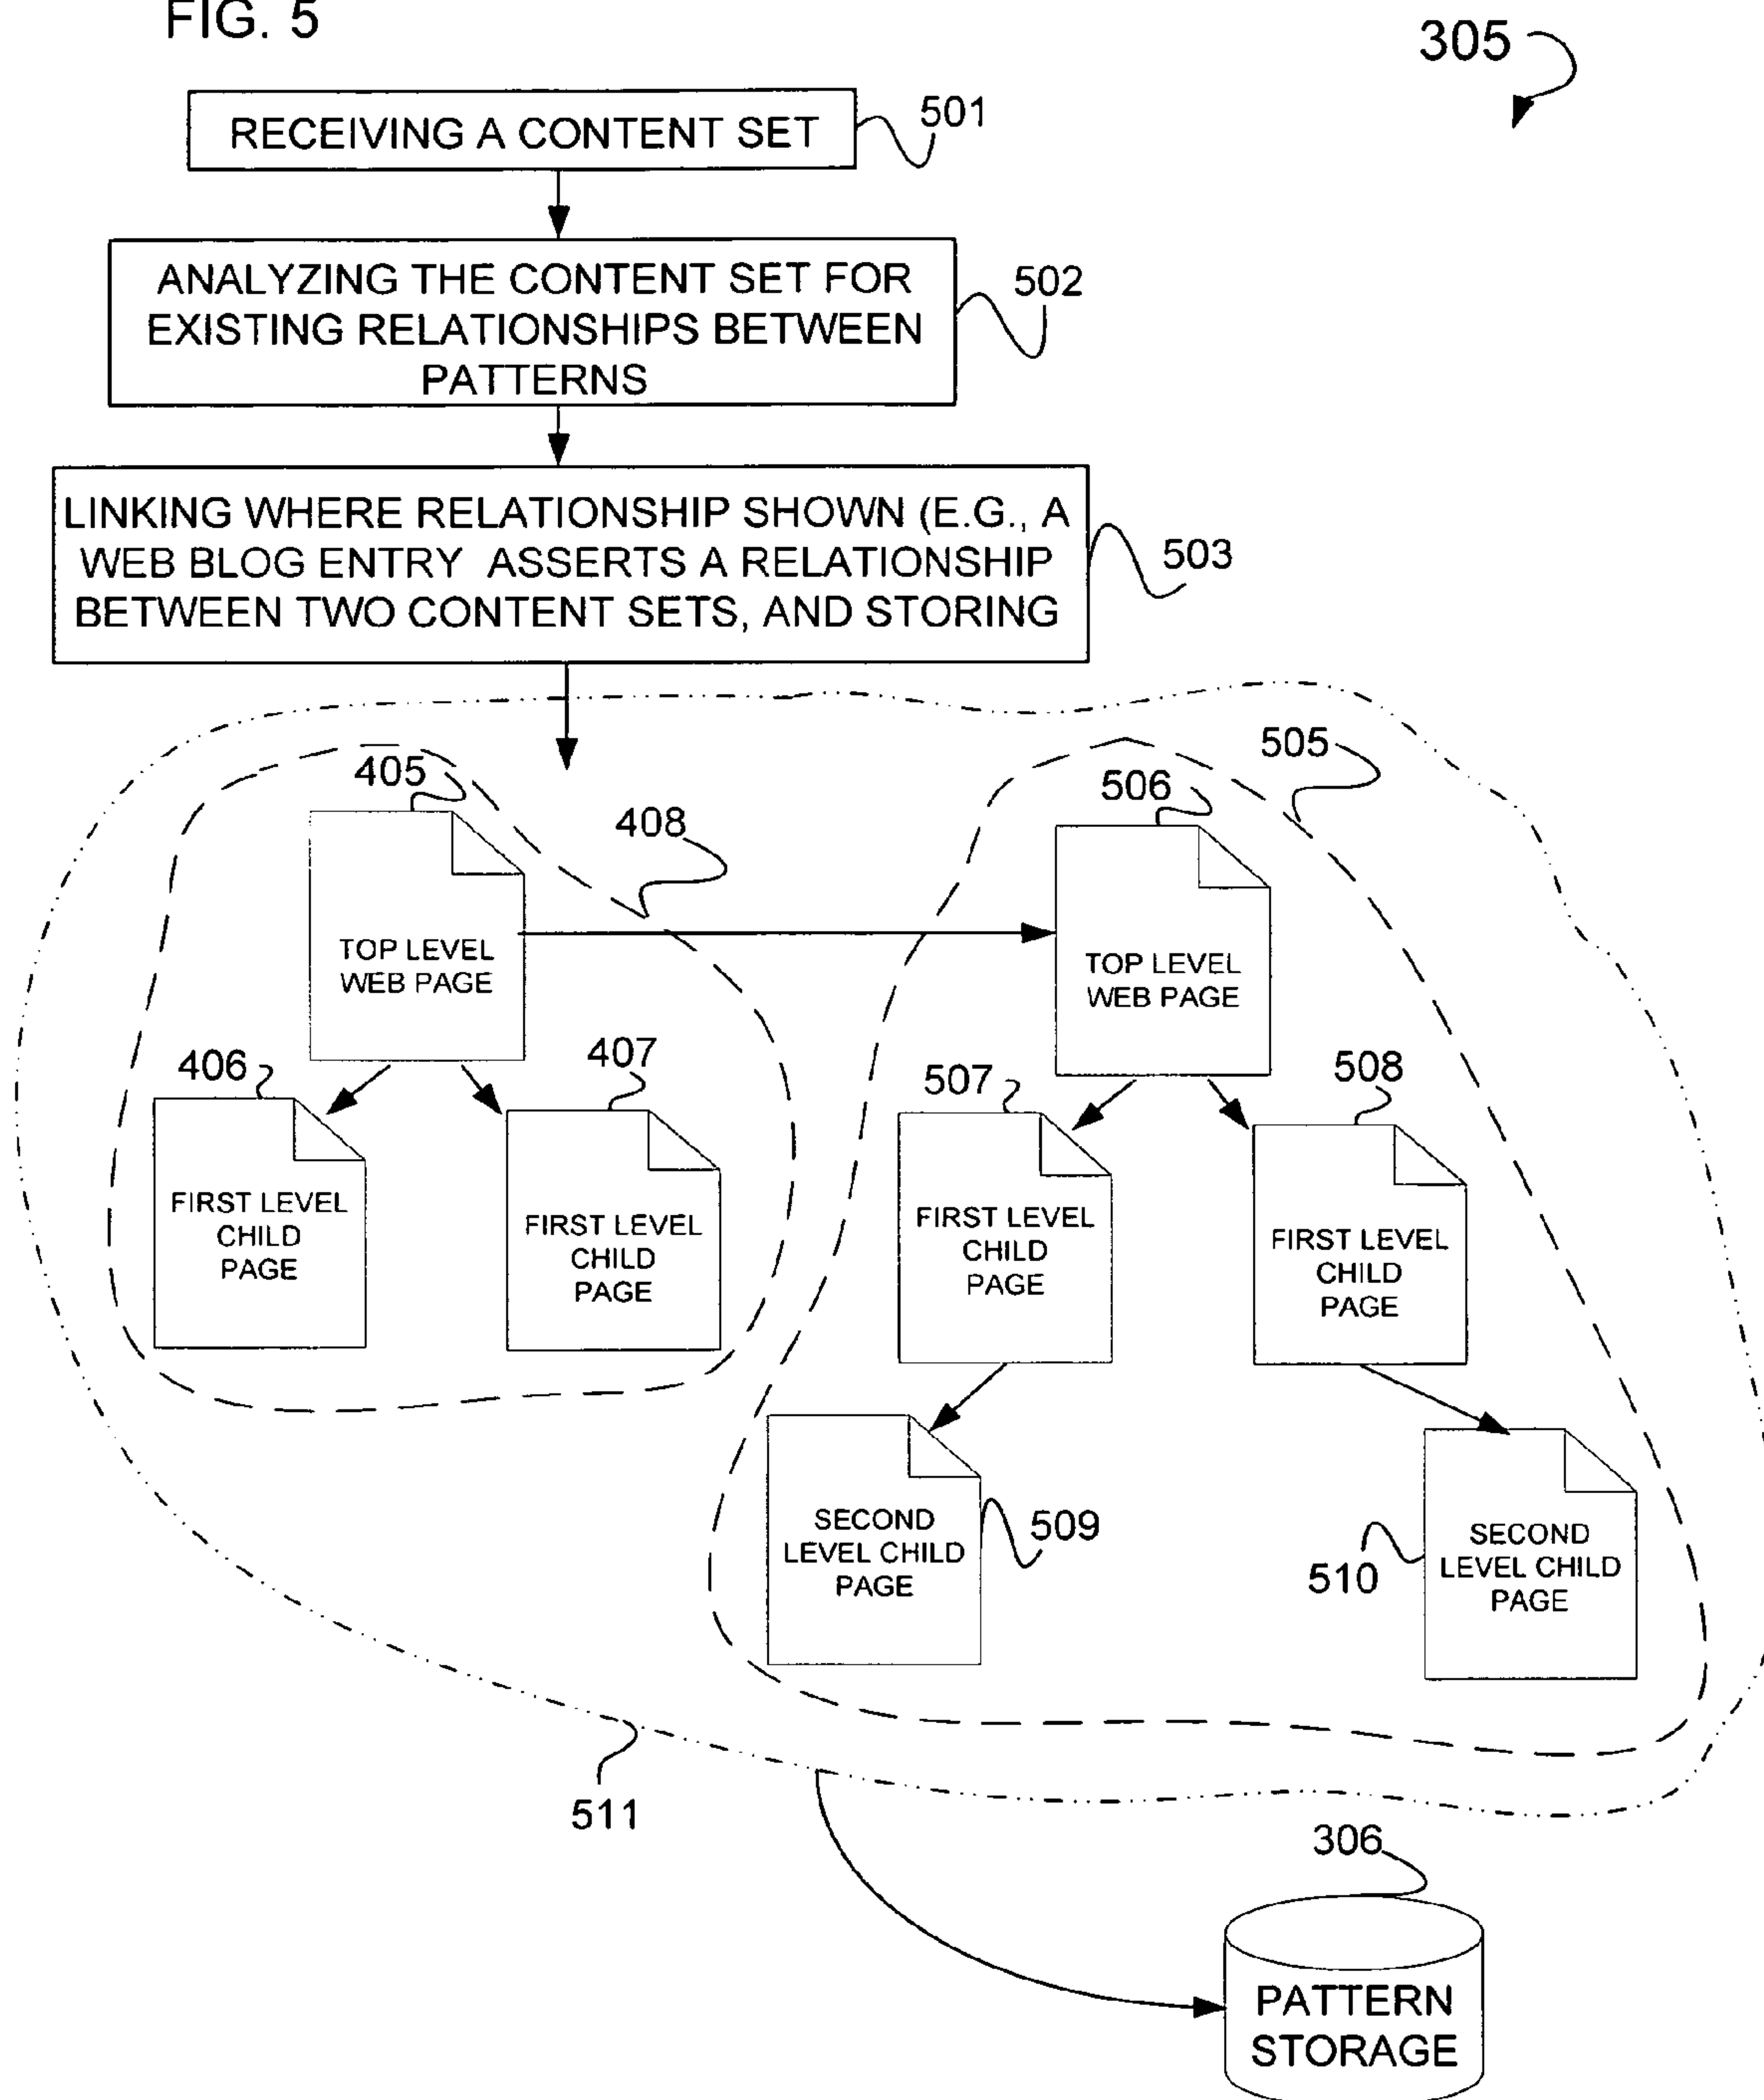 FIG. 5
305
RECEIVING A CONTENT SET
501
ANALYZING THE CONTENT SET FOR
EXISTING RELATIONSHIPS BETWEEN
PATTERNS
502
LINKING WHERE RELATIONSHIP SHOWN (E.G., A
WEB BLOG ENTRY ASSERTS A RELATIONSHIP
BETWEEN TWO CONTENT SETS, AND STORING
503
405
408
506
505
TOP LEVEL
WEB PAGE
TOP LEVEL
WEB PAGE
406
407
507
508
FIRST LEVEL
CHILD
PAGE
FIRST LEVEL
CHILD
PAGE
FIRST LEVEL
CHILD
PAGE
FIRST LEVEL
CHILD
PAGE
SECOND
LEVEL CHILD
PAGE
509
510
SECOND
LEVEL CHILD
PAGE
511
306
PATTERN
STORAGE